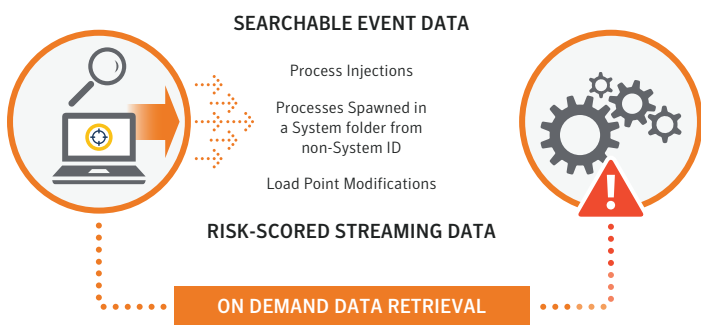 SEARCHABLE EVENT DATA
Process Injections
Processes Spawned in
a System folder from
non-System ID
Load Point Modifications
RISK-SCORED STREAMING DATA
ON DEMAND DATA RETRIEVAL